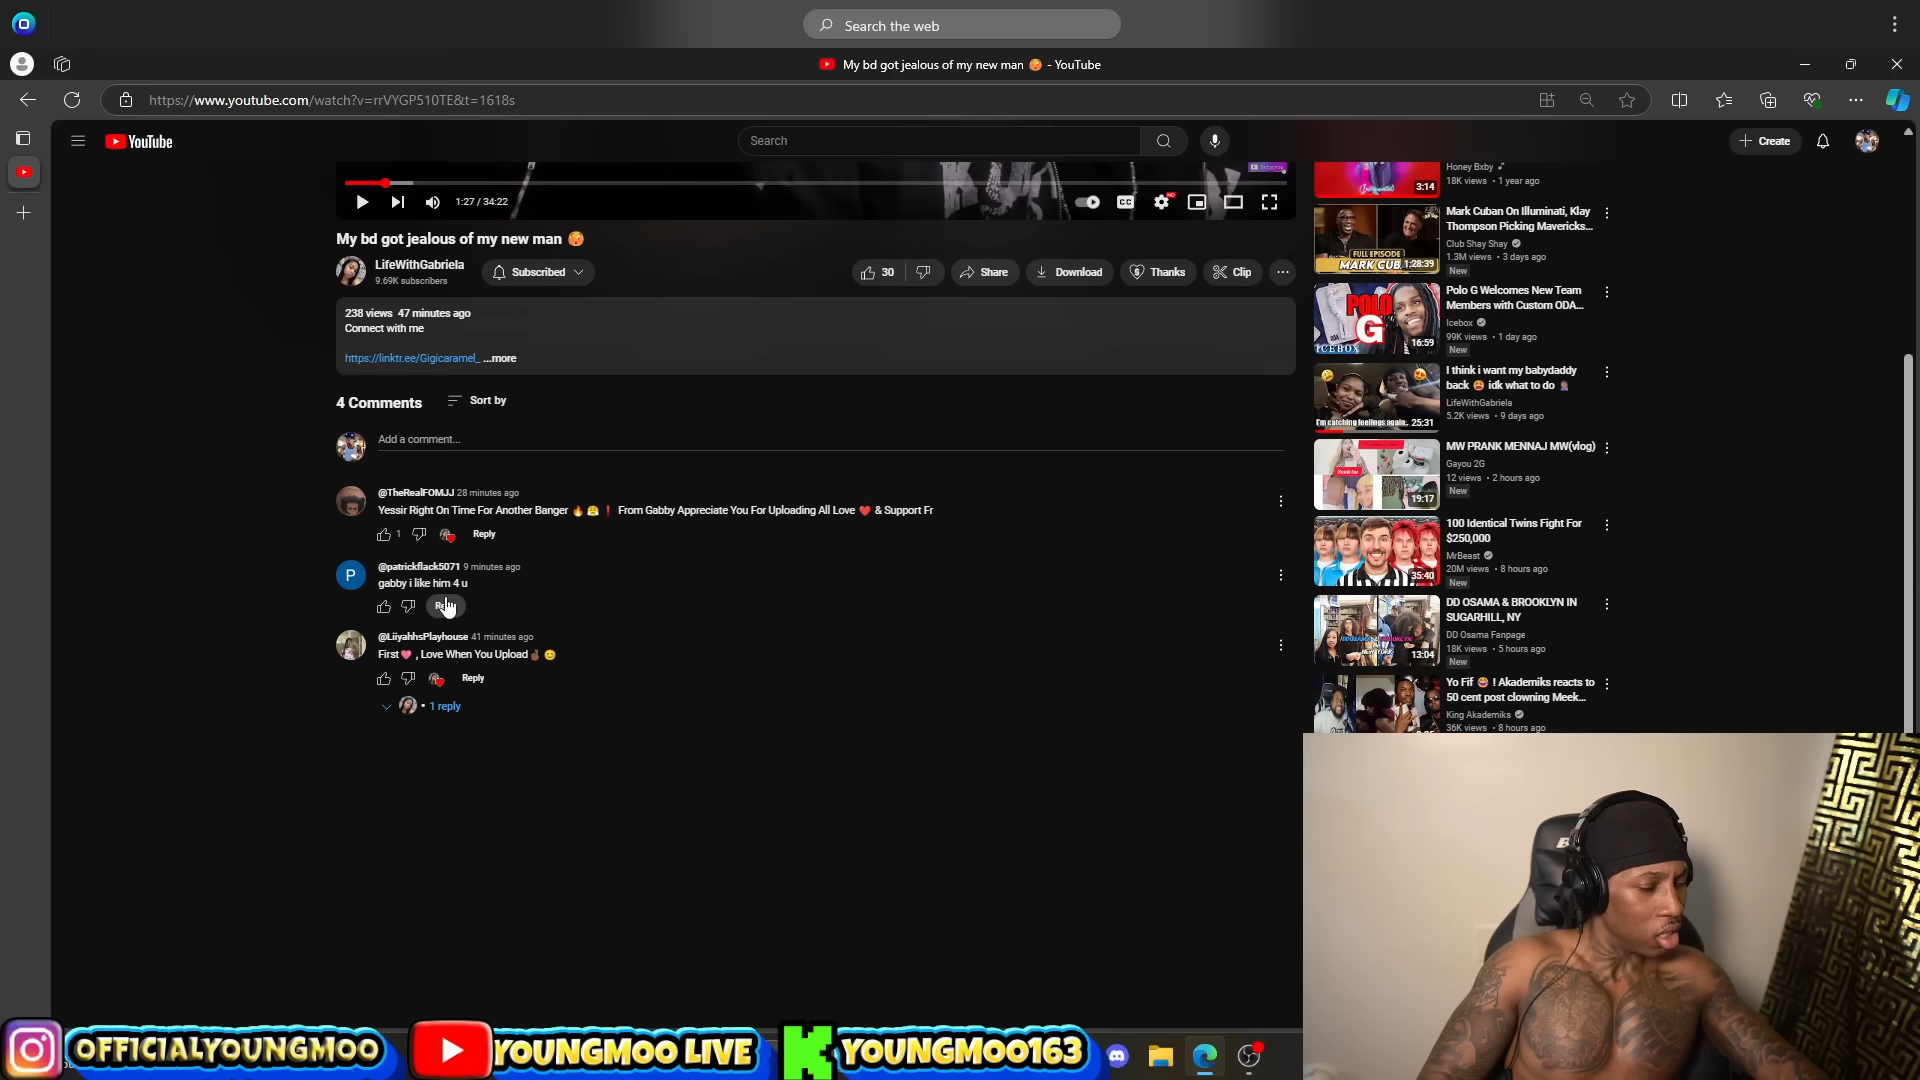 Search the web
My bd got jealous of my new man - YouTube
https://www.youtube.com/watch?v=rrVYGP510TE&t=1618s
YouTube
Search
Create
1:27 / 34:22
CC
HD
My bd got jealous of my new man
LifeWithGabriela
9.69K subscribers
Subscribed
30
Share
Download
Thanks
Clip
238 views 47 minutes ago
Connect with me
https://linktr.ee/Gigicaramel_ ...more
4 Comments
Sort by
Add a comment...
@TheRealFOMJJ 28 minutes ago
Yessir Right On Time For Another Banger 🔥😤❗ From Gabby Appreciate You For Uploading All Love ❤️ & Support Fr
1
Reply
P
@patrickflack5071 9 minutes ago
gabby i like him 4 u
@LiiyahhsPlayhouse 41 minutes ago
First , Love When You Upload
Reply
• 1 reply
Honey Bxby
18K views • 1 year ago
3:14
Mark Cuban On Illuminati, Klay
Thompson Picking Mavericks...
Club Shay Shay
1.3M views • 3 days ago
New
FULL EPISODE
MARK CUB
1:28:39
Polo G Welcomes New Team
Members with Custom ODA...
Icebox
99K views • 1 day ago
New
POLO
G
ICEBOX
16:59
I think i want my babydaddy
back idk what to do
LifeWithGabriela
5.2K views • 9 days ago
I'm catching feelings again..
25:31
MW PRANK MENNAJ MW(vlog)
Gayou 2G
12 views • 2 hours ago
New
19:17
100 Identical Twins Fight For
$250,000
MrBeast
20M views • 8 hours ago
New
35:40
DD OSAMA & BROOKLYN IN
SUGARHILL, NY
DD Osama Fanpage
18K views • 5 hours ago
New
13:04
Yo Fif ! Akademiks reacts to
50 cent post clowning Meek...
King Akademiks
36K views • 8 hours ago
OFFICIALYOUNGMOO
YOUNGMOO LIVE
K
YOUNGMOO163